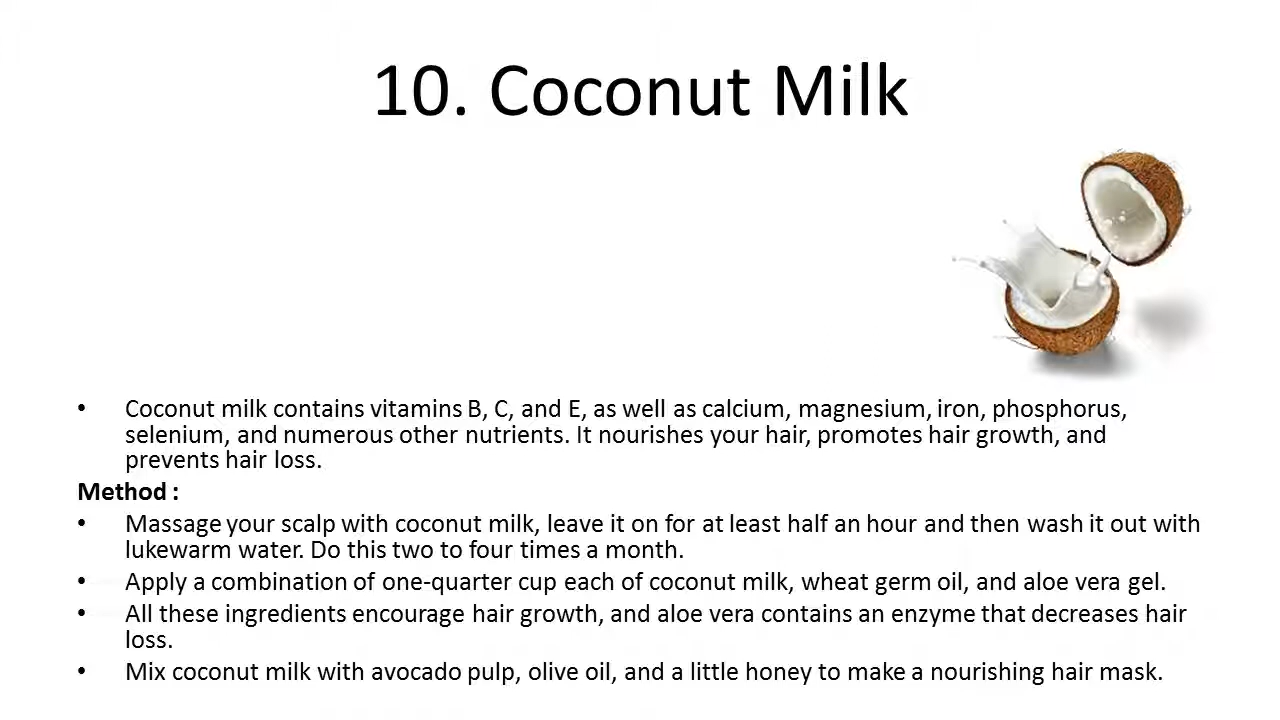 10. Coconut Milk
• Coconut milk contains vitamins B, C, and E, as well as calcium, magnesium, iron, phosphorus,
selenium, and numerous other nutrients. It nourishes your hair, promotes hair growth, and
prevents hair loss.
Method :
• Massage your scalp with coconut milk, leave it on for at least half an hour and then wash it out with
lukewarm water. Do this two to four times a month.
• Apply a combination of one-quarter cup each of coconut milk, wheat germ oil, and aloe vera gel.
• All these ingredients encourage hair growth, and aloe vera contains an enzyme that decreases hair
loss.
• Mix coconut milk with avocado pulp, olive oil, and a little honey to make a nourishing hair mask.